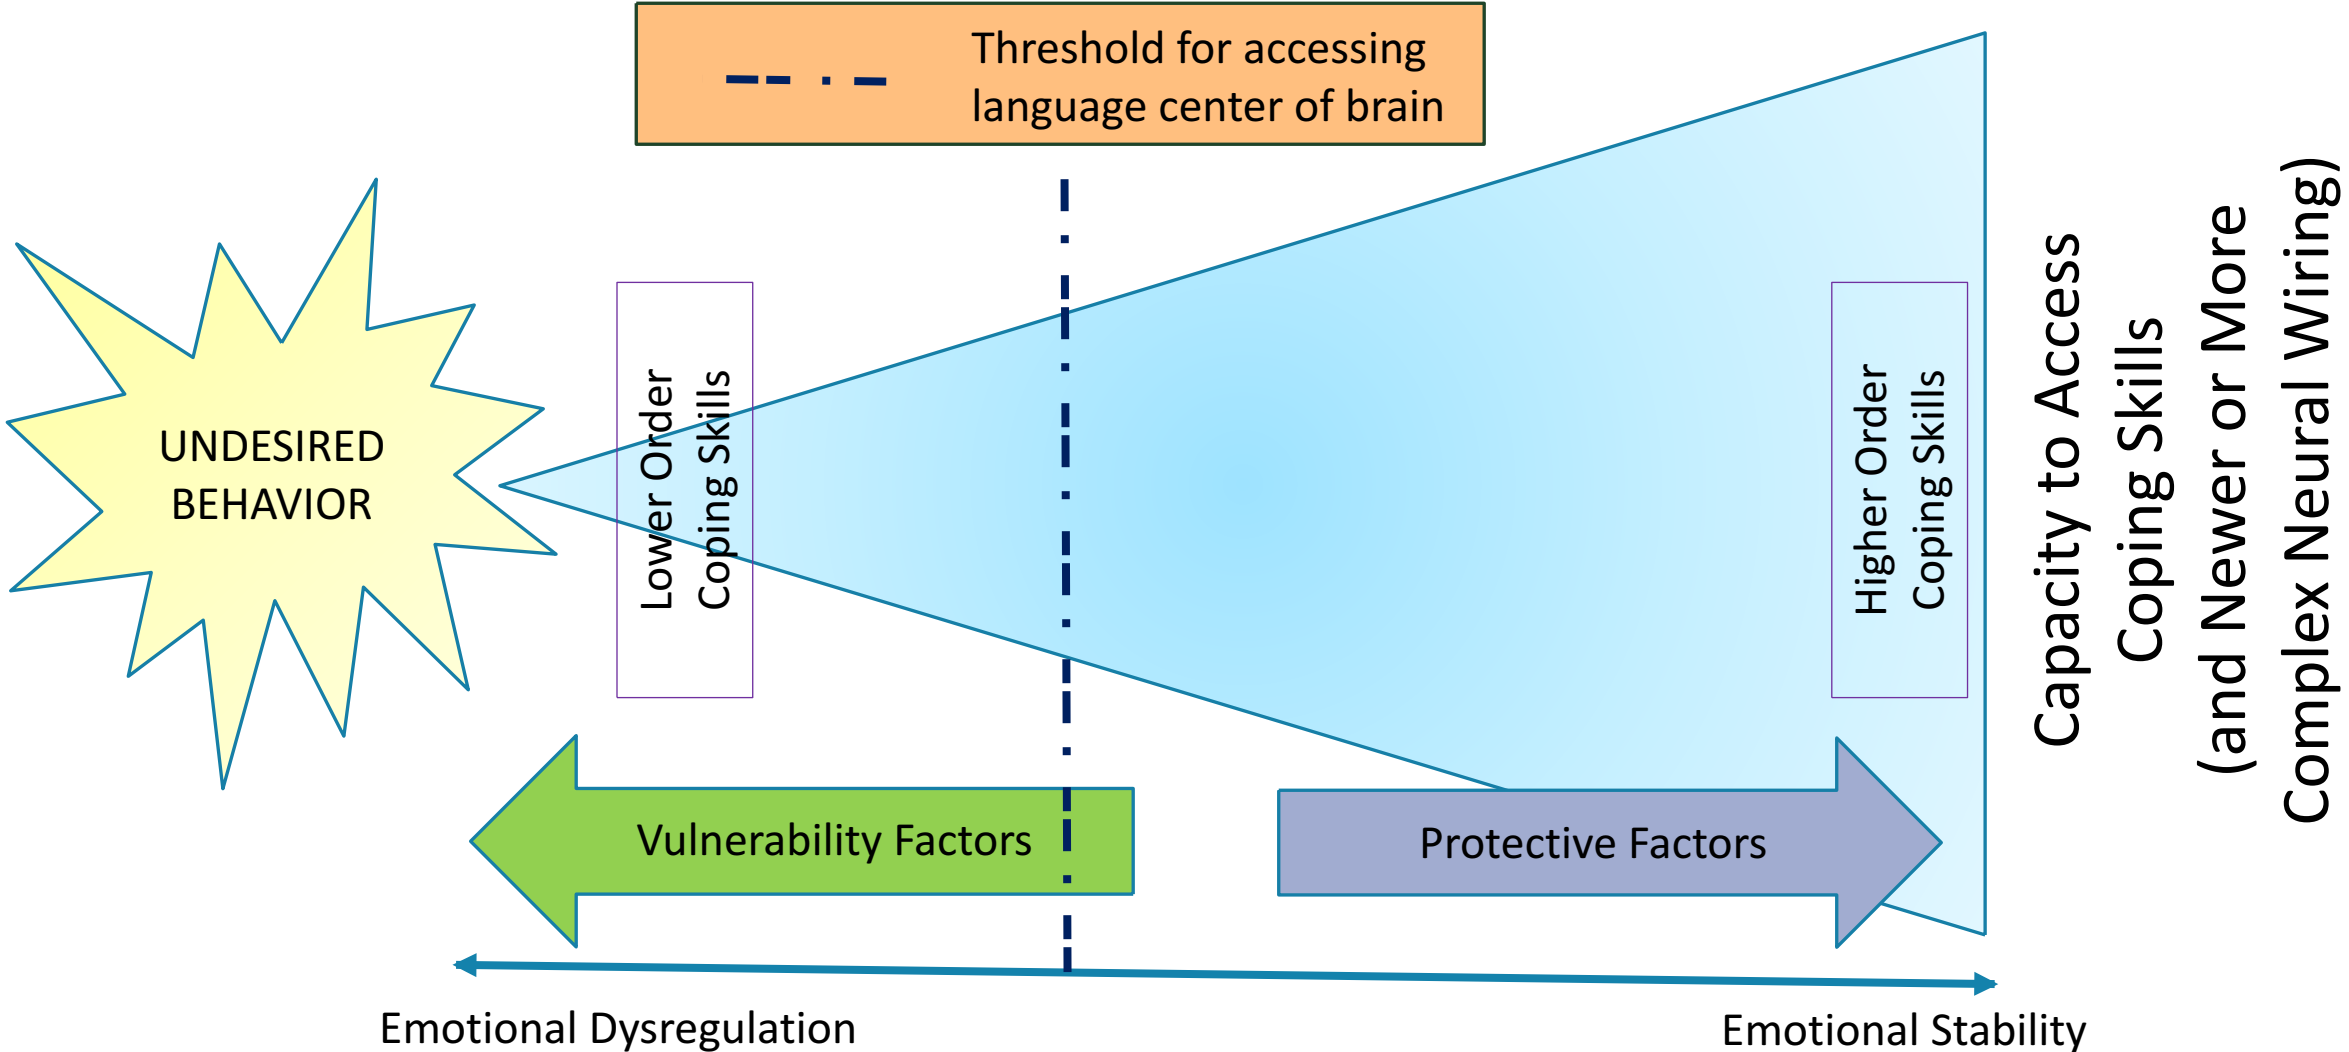 Threshold for accessing
language center of brain
UNDESIRED
BEHAVIOR
Lower Order
Coping Skills
Higher Order
Coping Skills
Capacity to Access
Coping Skills
(and Newer or More
Complex Neural Wiring)
Vulnerability Factors
Protective Factors
Emotional Dysregulation
Emotional Stability